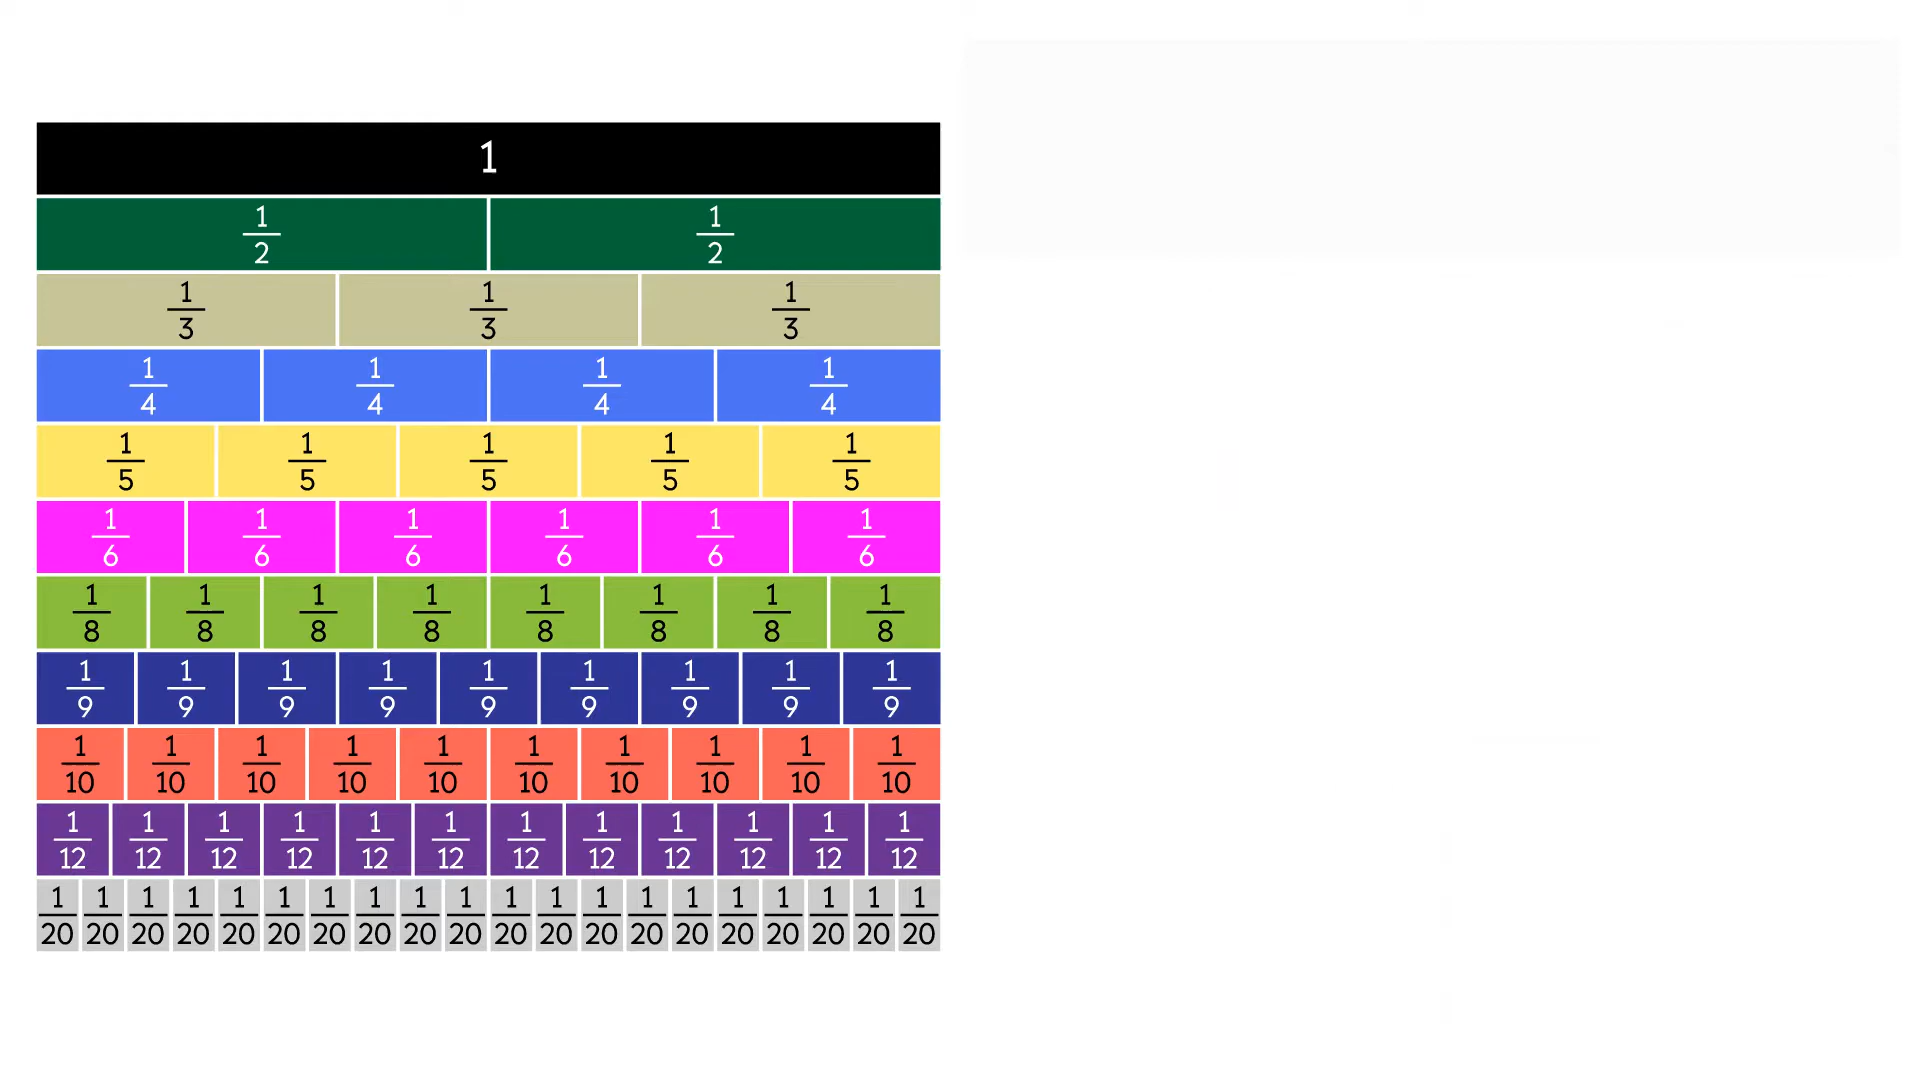 1
1/2 1/2
1/3 1/3 1/3
1/4 1/4 1/4 1/4
1/5 1/5 1/5 1/5 1/5
1/6 1/6 1/6 1/6 1/6 1/6
1/8 1/8 1/8 1/8 1/8 1/8 1/8 1/8
1/9 1/9 1/9 1/9 1/9 1/9 1/9 1/9 1/9
1/10 1/10 1/10 1/10 1/10 1/10 1/10 1/10 1/10 1/10
1/12 1/12 1/12 1/12 1/12 1/12 1/12 1/12 1/12 1/12 1/12 1/12
1/20 1/20 1/20 1/20 1/20 1/20 1/20 1/20 1/20 1/20 1/20 1/20 1/20 1/20 1/20 1/20 1/20 1/20 1/20 1/20